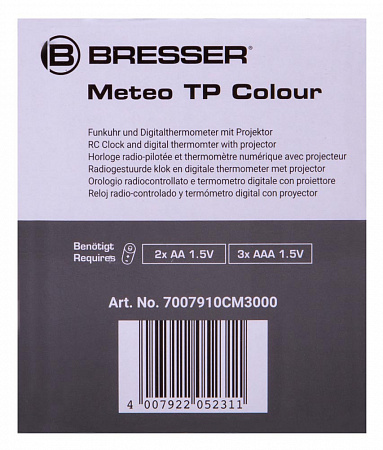 B BRESSER
Meteo TP Colour
Funkuhr und Digitalthermometer mit Projektor
RC Clock and digital thermomter with projector
Horloge radio-pilotée et thermomètre numérique avec projecteur
Radiogestuurde klok en digitale thermometer met projector
Orologio radiocontrollato e termometro digitale con proiettore
Reloj radio-controlado y termómetro digital con proyector
Benötigt
Requires
2x AA 1.5V
3x AAA 1.5V
Art. No. 7007910CM3000
4 007922 052311